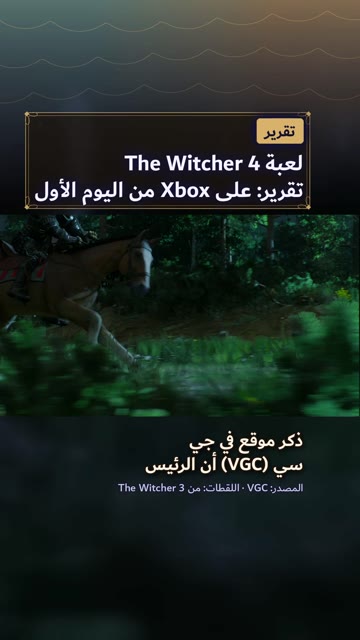 تقرير
لعبة The Witcher 4
تقرير: على Xbox من اليوم الأول
ذكر موقع في جي
سي (VGC) أن الرئيس
المصدر: VGC · اللقطات: من The Witcher 3